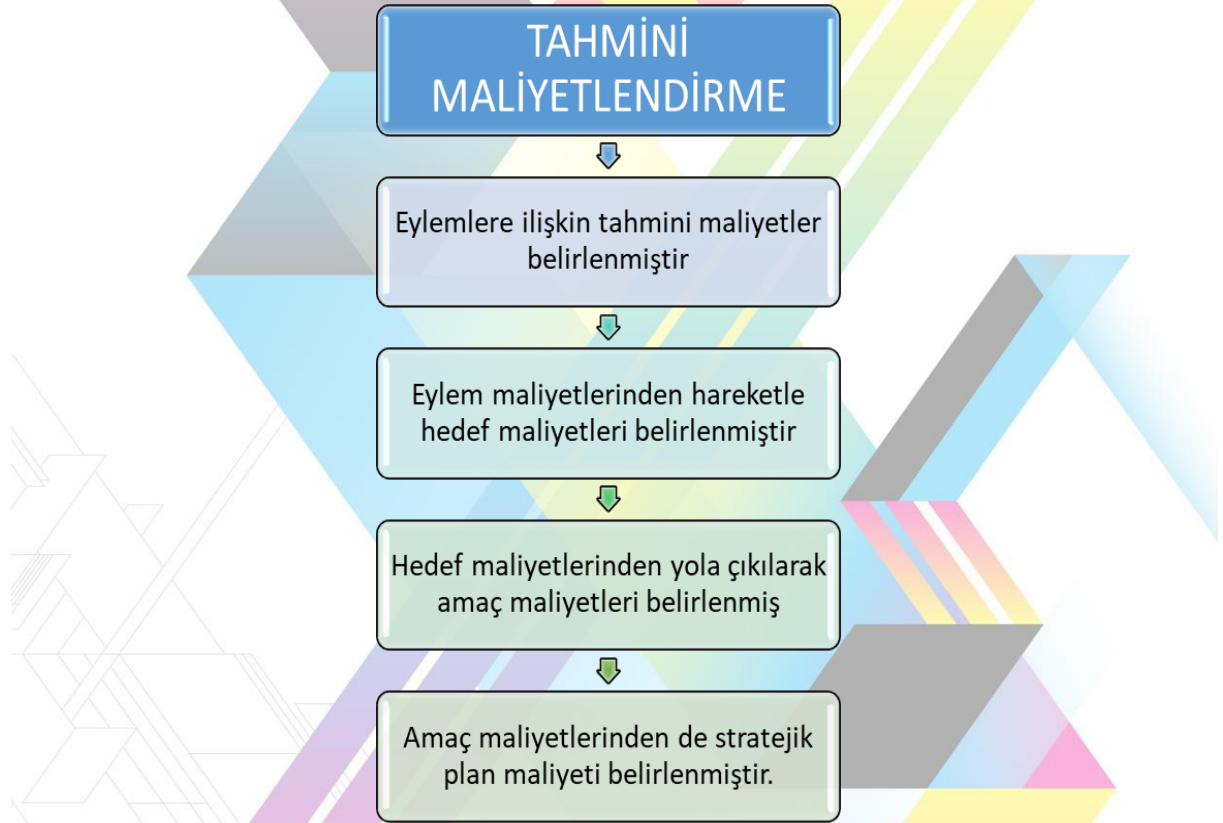 TAHMİNİ
MALİYETLENDİRME
Eylemlere ilişkin tahmini maliyetler
belirlenmiştir
Eylem maliyetlerinden hareketle
hedef maliyetleri belirlenmiştir
Hedef maliyetlerinden yola çıkılarak
amaç maliyetleri belirlenmiş
Amaç maliyetlerinden de stratejik
plan maliyeti belirlenmiştir.